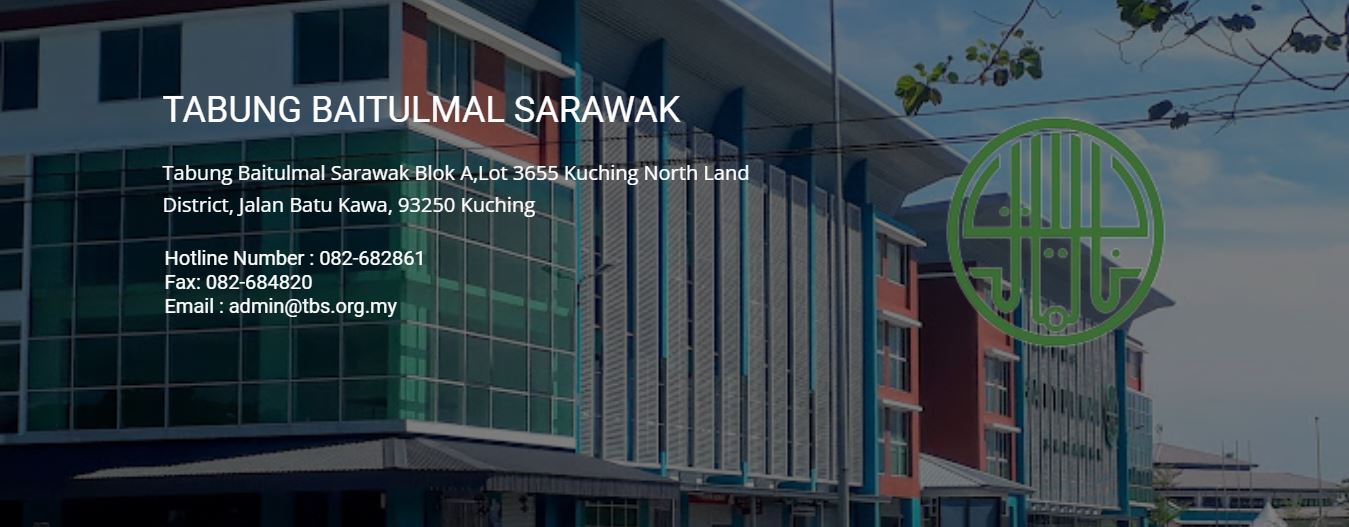 TABUNG BAITULMAL SARAWAK
Tabung Baitulmal Sarawak Blok A,Lot 3655 Kuching North Land
District, Jalan Batu Kawa, 93250 Kuching
Hotline Number : 082-682861
Fax: 082-684820
Email : admin@tbs.org.my